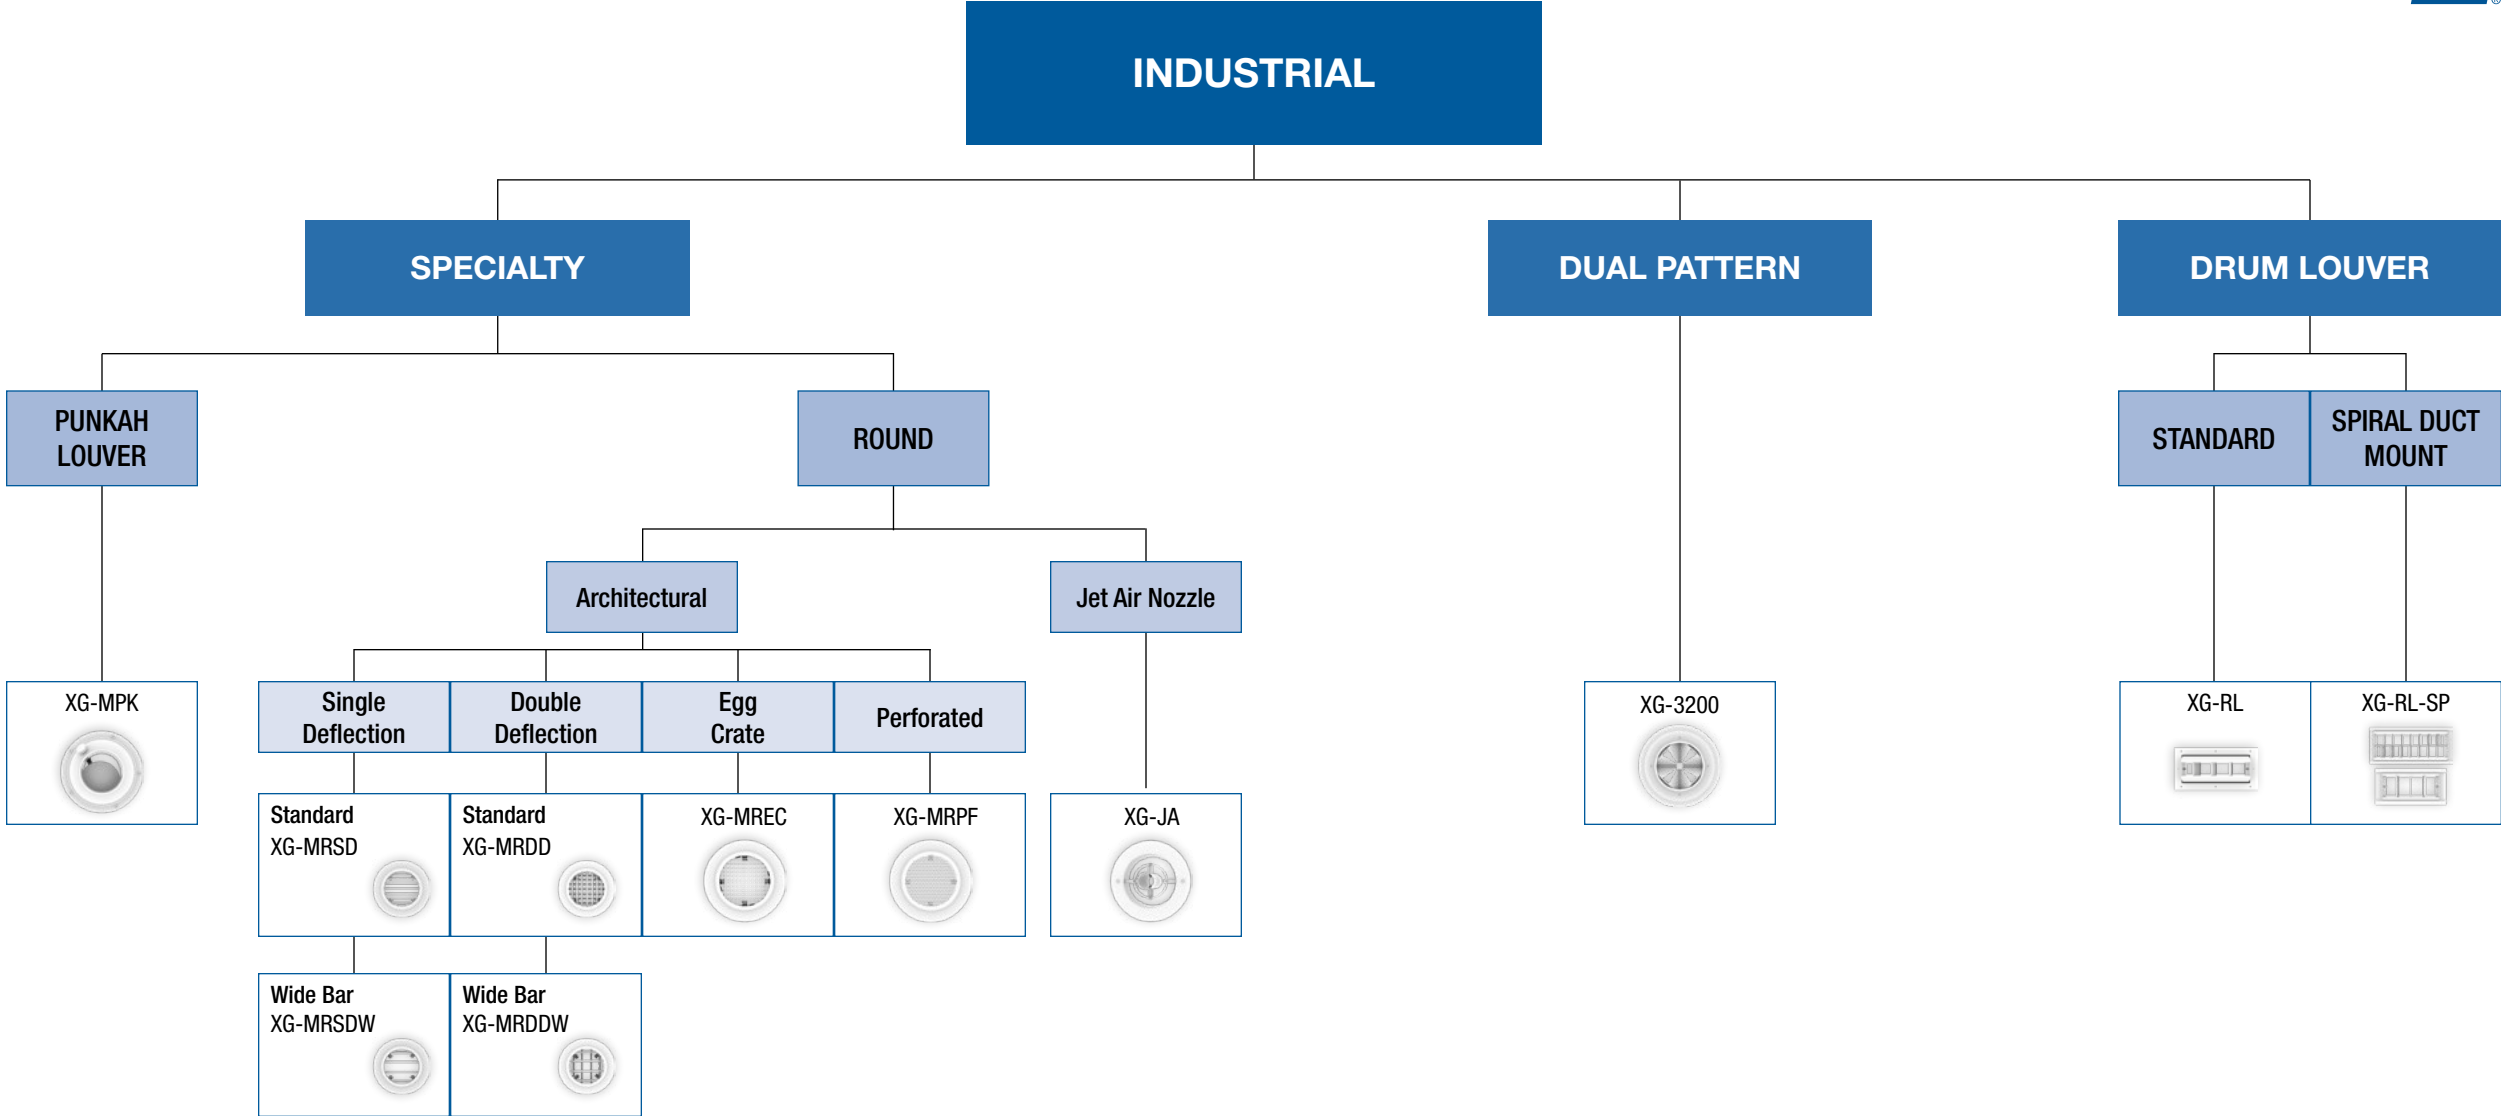 ®
INDUSTRIAL
SPECIALTY
DUAL PATTERN
DRUM LOUVER
PUNKAH
LOUVER
ROUND
STANDARD
SPIRAL DUCT
MOUNT
Architectural
Jet Air Nozzle
Single
Deflection
Double
Deflection
Egg
Crate
Perforated
XG-MPK
XG-3200
XG-RL
XG-RL-SP
Standard
XG-MRSD
Standard
XG-MRDD
XG-MREC
XG-MRPF
XG-JA
Wide Bar
XG-MRSDW
Wide Bar
XG-MRDDW